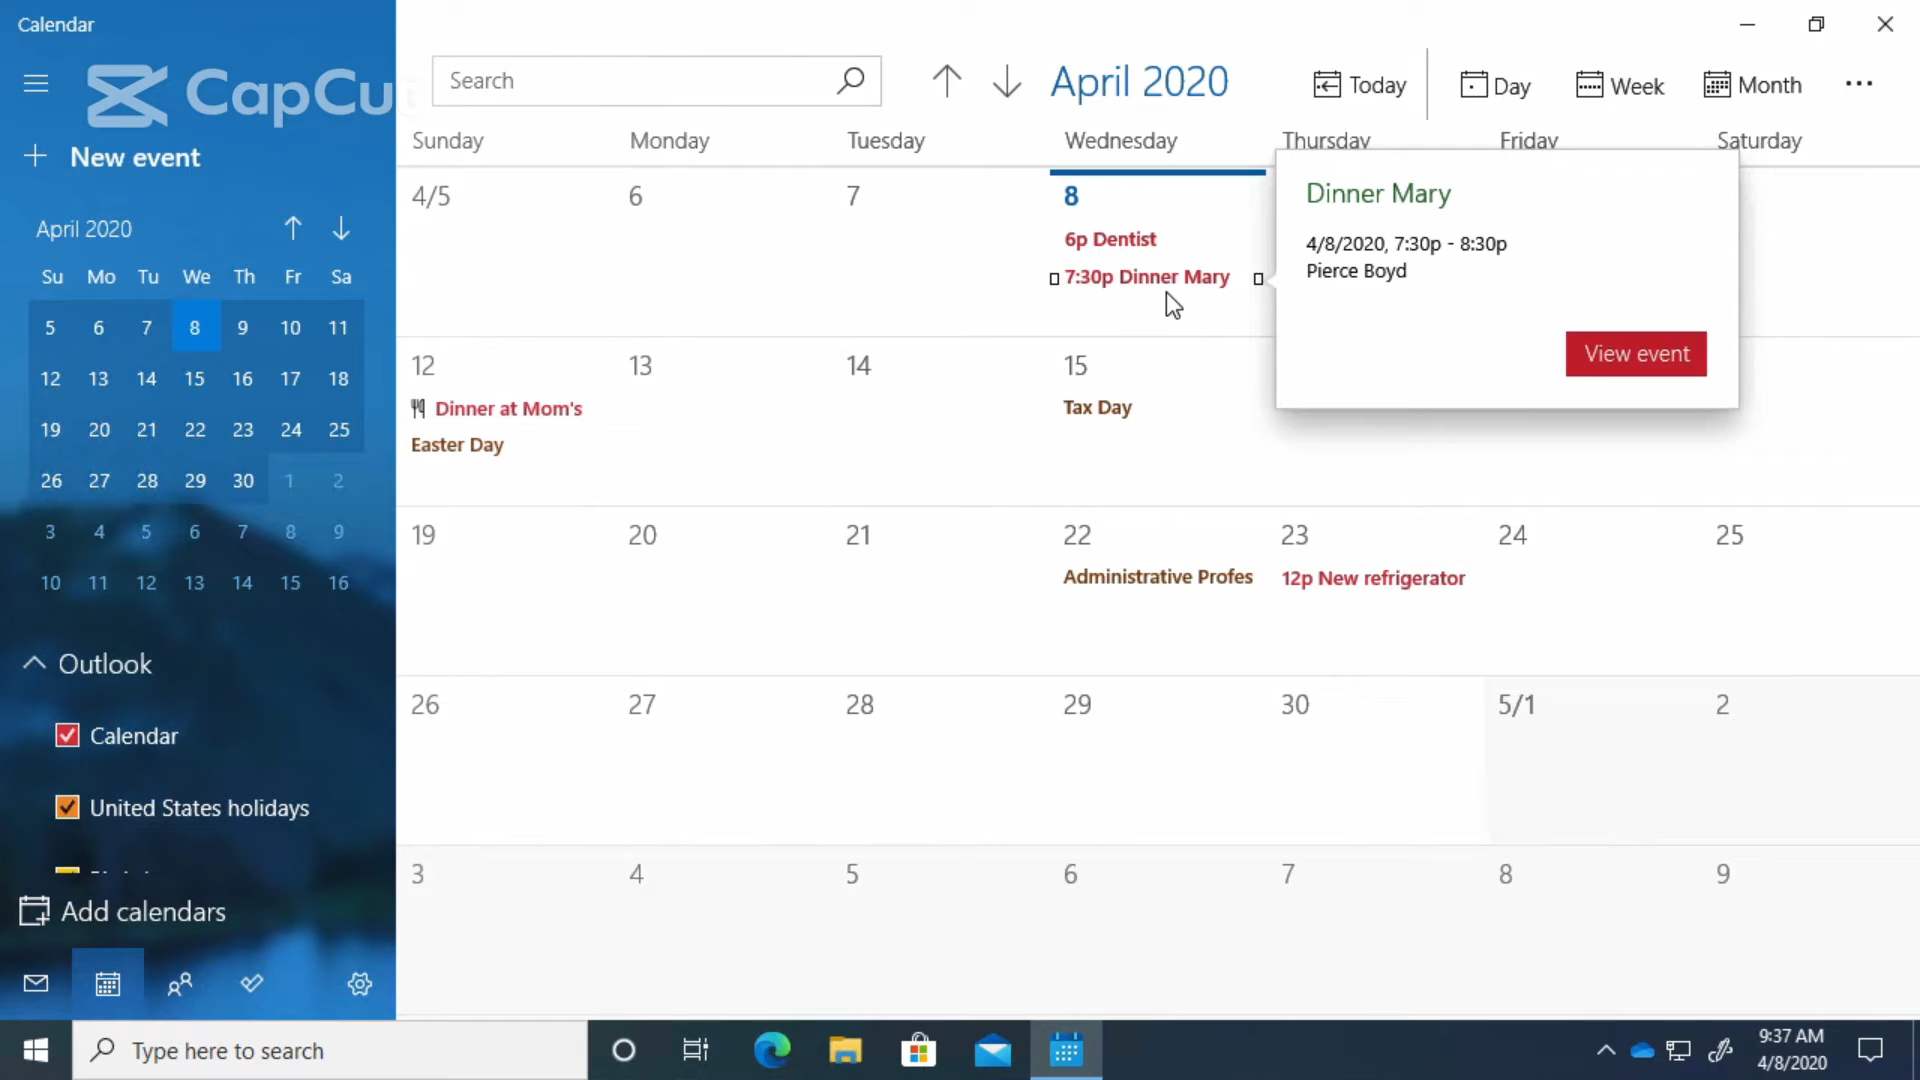 Calendar
CapCu
New event
April 2020
Su Mo Tu We Th Fr Sa
5 6 7 8 9 10 11
12 13 14 15 16 17 18
19 20 21 22 23 24 25
26 27 28 29 30 1 2
3 4 5 6 7 8 9
10 11 12 13 14 15 16
Outlook
Calendar
United States holidays
Add calendars
Search
April 2020
Today
Day
Week
Month
Sunday Monday Tuesday Wednesday Thursday Friday Saturday
4/5 6 7 8
6p Dentist
7:30p Dinner Mary
Dinner Mary
4/8/2020, 7:30p - 8:30p
Pierce Boyd
View event
12 13 14 15
Dinner at Mom's
Tax Day
Easter Day
19 20 21 22 23 24 25
Administrative Profes
12p New refrigerator
26 27 28 29 30 5/1 2
3 4 5 6 7 8 9
Type here to search
9:37 AM
4/8/2020